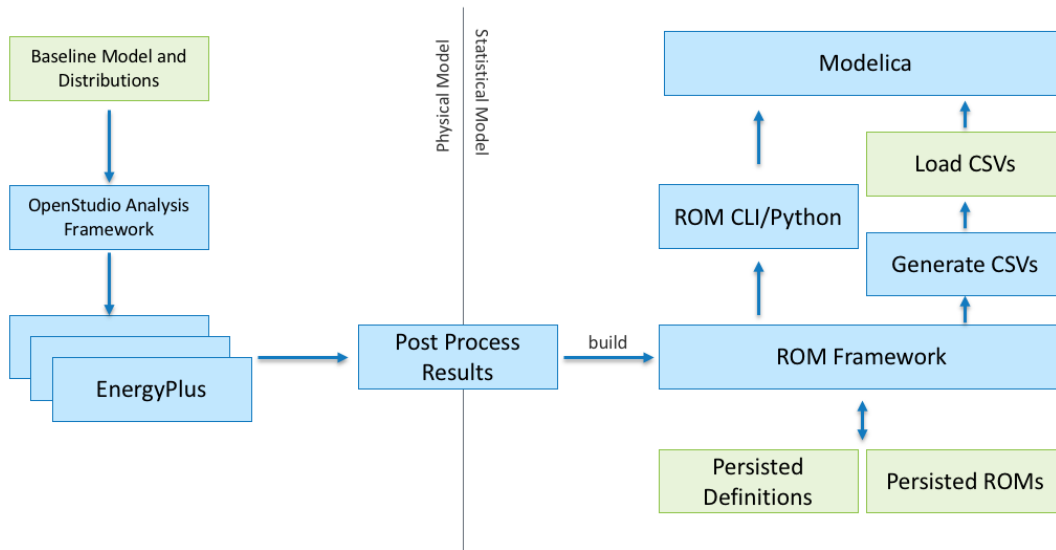 Baseline Model and
Distributions
OpenStudio Analysis
Framework
EnergyPlus
Physical Model
Statistical Model
Post Process
Results
build
Modelica
Load CSVs
ROM CLI/Python
Generate CSVs
ROM Framework
Persisted
Definitions
Persisted ROMs